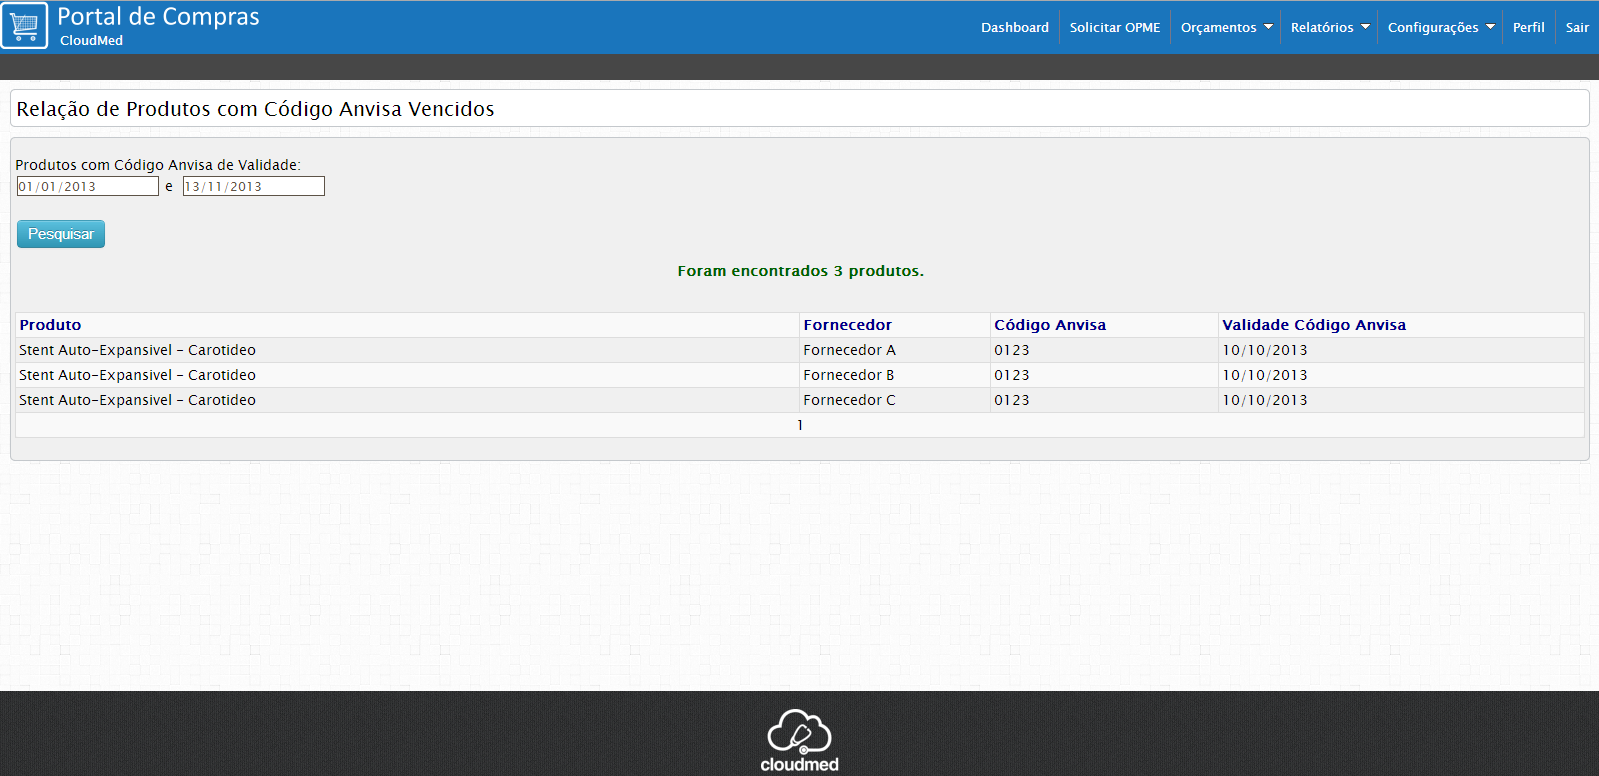 Portal de Compras
CloudMed
Dashboard Solicitar OPME Orçamentos Relatórios Configurações Perfil Sair
Relação de Produtos com Código Anvisa Vencidos
Produtos com Código Anvisa de Validade:
01/01/2013 e 13/11/2013
Pesquisar
Foram encontrados 3 produtos.
Produto Fornecedor Código Anvisa Validade Código Anvisa
Stent Auto-Expansivel - Carotideo Fornecedor A 0123 10/10/2013
Stent Auto-Expansivel - Carotideo Fornecedor B 0123 10/10/2013
Stent Auto-Expansivel - Carotideo Fornecedor C 0123 10/10/2013
1
cloudmed